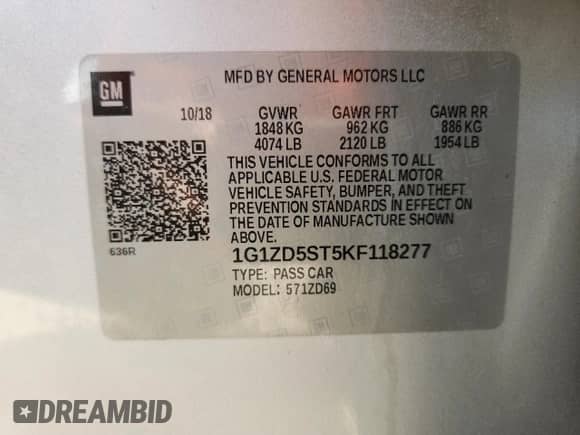 GM
MFD BY GENERAL MOTORS LLC
10/18 GVWR GAWR FRT GAWR RR
1848 KG 962 KG 886 KG
4074 LB 2120 LB 1954 LB
THIS VEHICLE CONFORMS TO ALL
APPLICABLE U.S. FEDERAL MOTOR
VEHICLE SAFETY, BUMPER, AND THEFT
PREVENTION STANDARDS IN EFFECT ON
THE DATE OF MANUFACTURE SHOWN
ABOVE.
636R
1G1ZD5ST5KF118277
TYPE: PASS CAR
MODEL: 571ZD69
DREAMBID